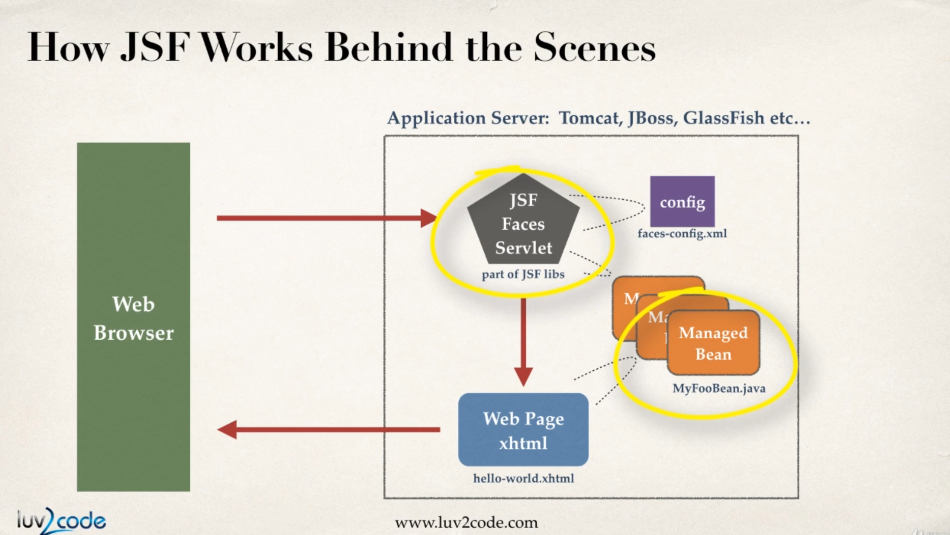 How JSF Works Behind the Scenes
Application Server: Tomcat, JBoss, GlassFish etc...
Web
Browser
JSF
Faces
Servlet
part of JSF libs
config
faces-config.xml
Managed
Bean
MyFooBean.java
Web Page
xhtml
hello-world.xhtml
luv2code
www.luv2code.com